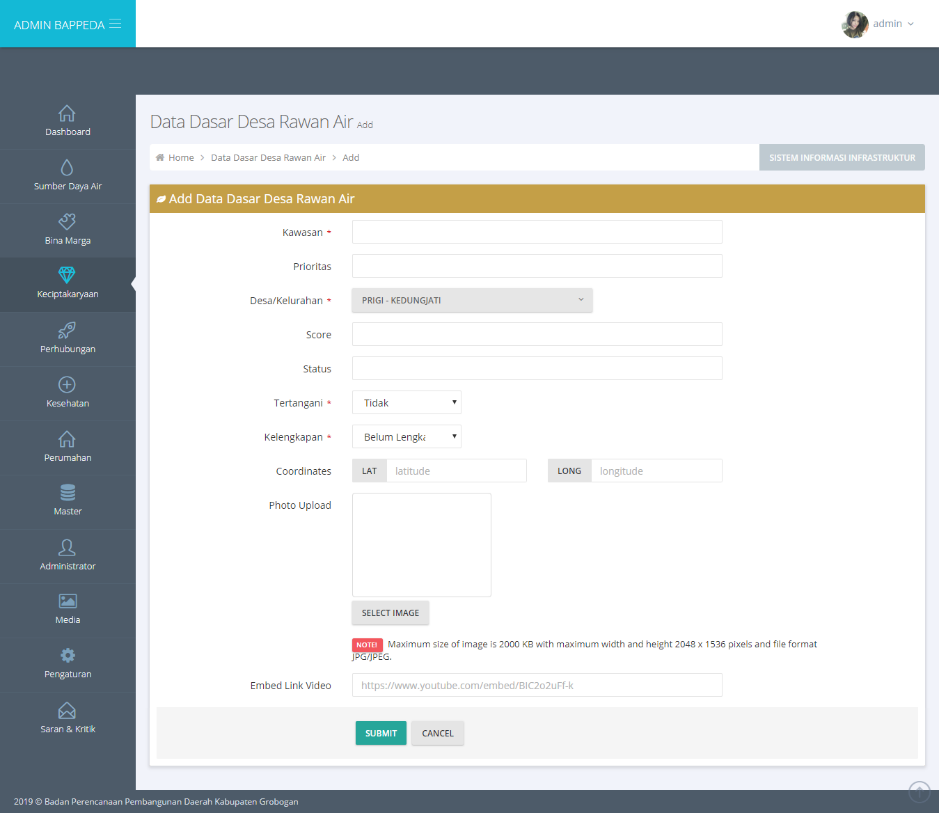 ADMIN BAPPEDA
admin
Dashboard
Sumber Daya Air
Bina Marga
Keciptakaryaan
Perhubungan
Kesehatan
Perumahan
Master
Administrator
Media
Pengaturan
Saran & Kritik
Data Dasar Desa Rawan Air Add
Home > Data Dasar Desa Rawan Air > Add
SISTEM INFORMASI INFRASTRUKTUR
Add Data Dasar Desa Rawan Air
Kawasan *
Prioritas
Desa/Kelurahan * PRIGI - KEDUNGJATI
Score
Status
Tertangani * Tidak
Kelengkapan * Belum Lengka
Coordinates LAT latitude LONG longitude
Photo Upload
SELECT IMAGE
NOTE! Maximum size of image is 2000 KB with maximum width and height 2048 x 1536 pixels and file format
JPG/JPEG.
Embed Link Video https://www.youtube.com/embed/BIC2o2uFf-k
SUBMIT CANCEL
2019 © Badan Perencanaan Pembangunan Daerah Kabupaten Grobogan